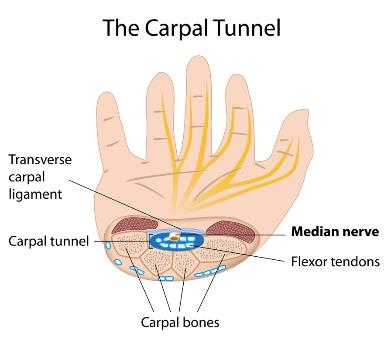 The Carpal Tunnel
Transverse
carpal
ligament
Carpal tunnel
Median nerve
Flexor tendons
Carpal bones